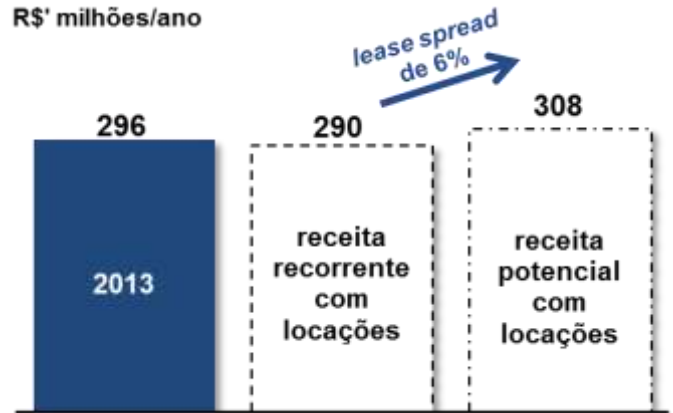 R$' milhões/ano
lease spread
de 6%
296
290
308
2013
receita
recorrente
com
locações
receita
potencial
com
locações